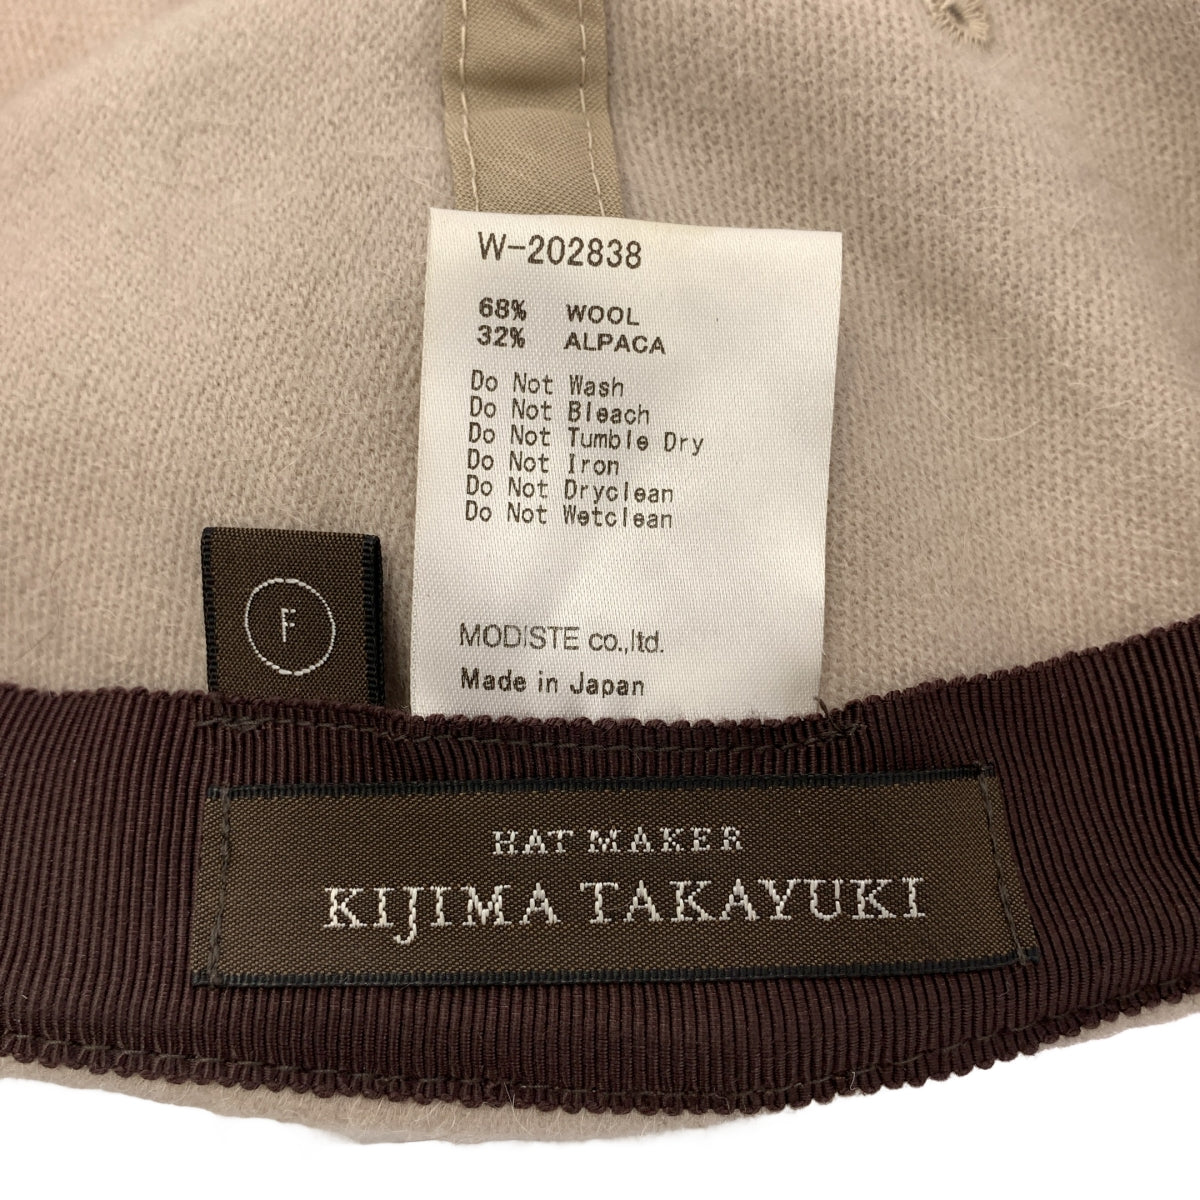 W-202838
68% WOOL
32% ALPACA
Do Not Wash
Do Not Bleach
Do Not Tumble Dry
Do Not Iron
Do Not Dryclean
Do Not Wetclean
MODISTE co.,ltd.
Made in Japan
F
HAT MAKER
KIJIMA TAKAYUKI